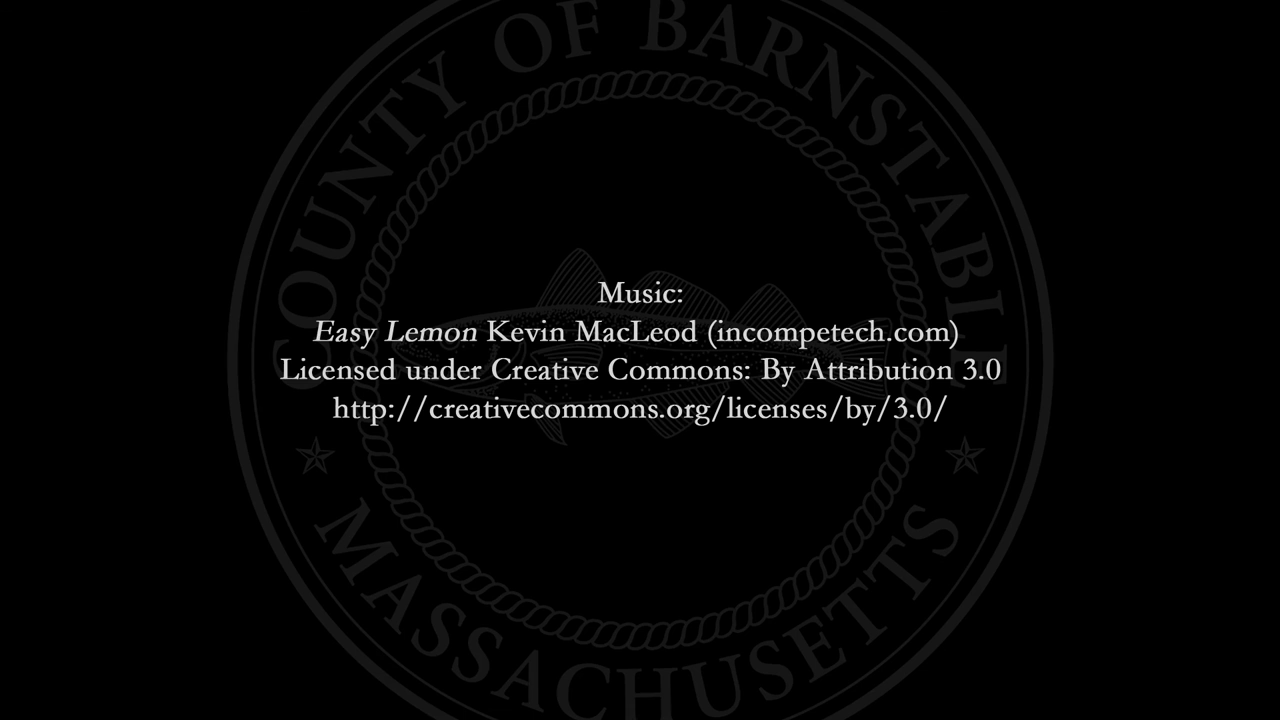 COUNTY OF BARNSTABLE
Music:
Easy Lemon Kevin MacLeod (incompetech.com)
Licensed under Creative Commons: By Attribution 3.0
http://creativecommons.org/licenses/by/3.0/
MASSACHUSETTS